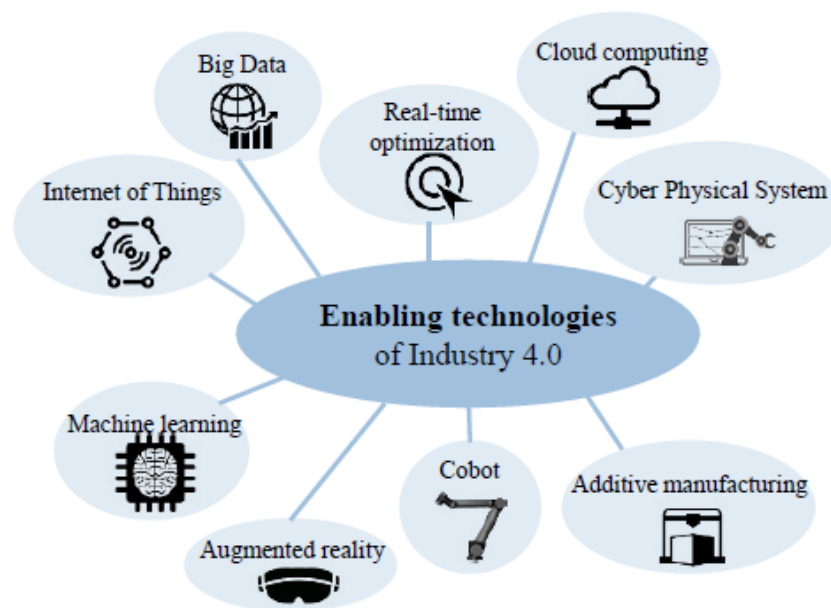 Cloud computing
Big Data
Real-time
optimization
Internet of Things
Cyber Physical System
Enabling technologies
of Industry 4.0
Machine learning
Cobot
Additive manufacturing
Augmented reality